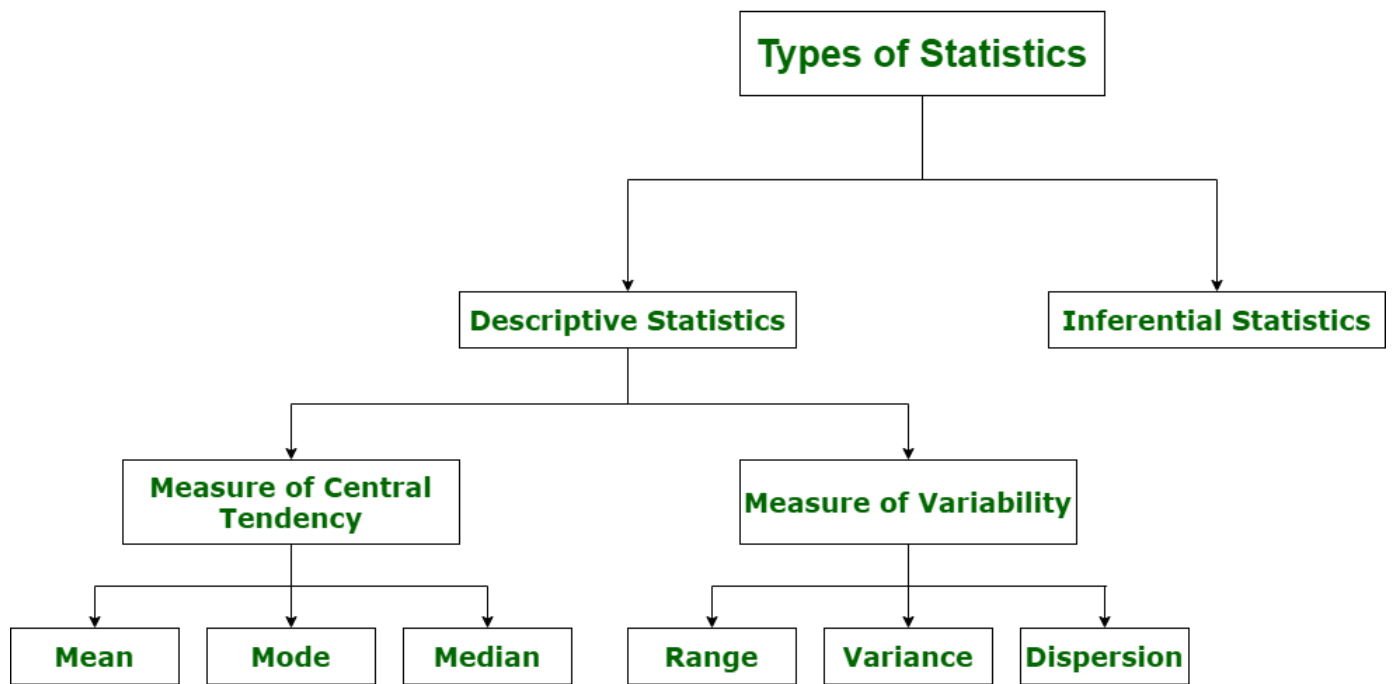 Types of Statistics
Descriptive Statistics
Inferential Statistics
Measure of Central
Tendency
Measure of Variability
Mean
Mode
Median
Range
Variance
Dispersion